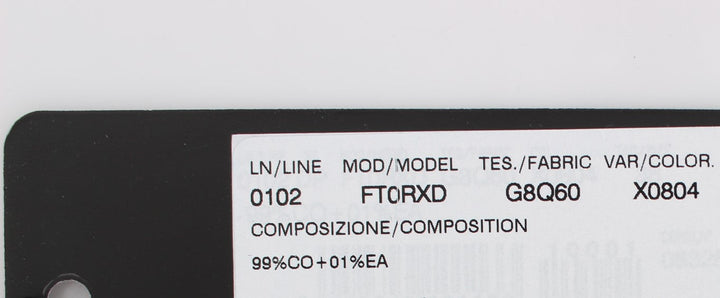 LN/LINE MOD/MODEL TES./FABRIC VAR/COLOR.
0102 FT0RXD G8Q60 X0804
COMPOSIZIONE/COMPOSITION
99%CO+01%EA